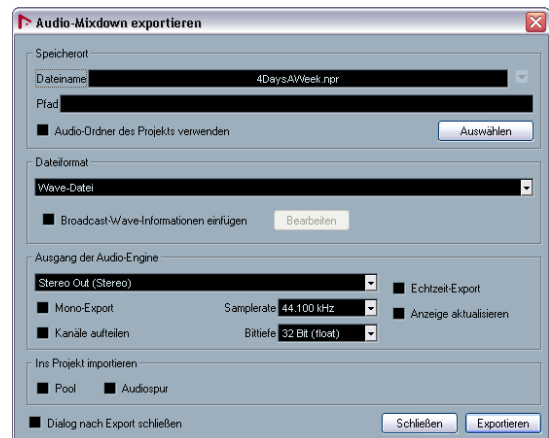 Audio-Mixdown exportieren
Speicherort
Dateiname 4DaysAWeek.npr
Pfad
Audio-Ordner des Projekts verwenden Auswählen
Dateiformat
Wave-Datei
Broadcast-Wave-Informationen einfügen Bearbeiten
Ausgang der Audio-Engine
Stereo Out (Stereo) Echtzeit-Export
Mono-Export Samplerate 44.100 kHz Anzeige aktualisieren
Kanäle aufteilen Bittiefe 32 Bit (float)
Ins Projekt importieren
Pool Audiospur
Dialog nach Export schließen Schließen Exportieren